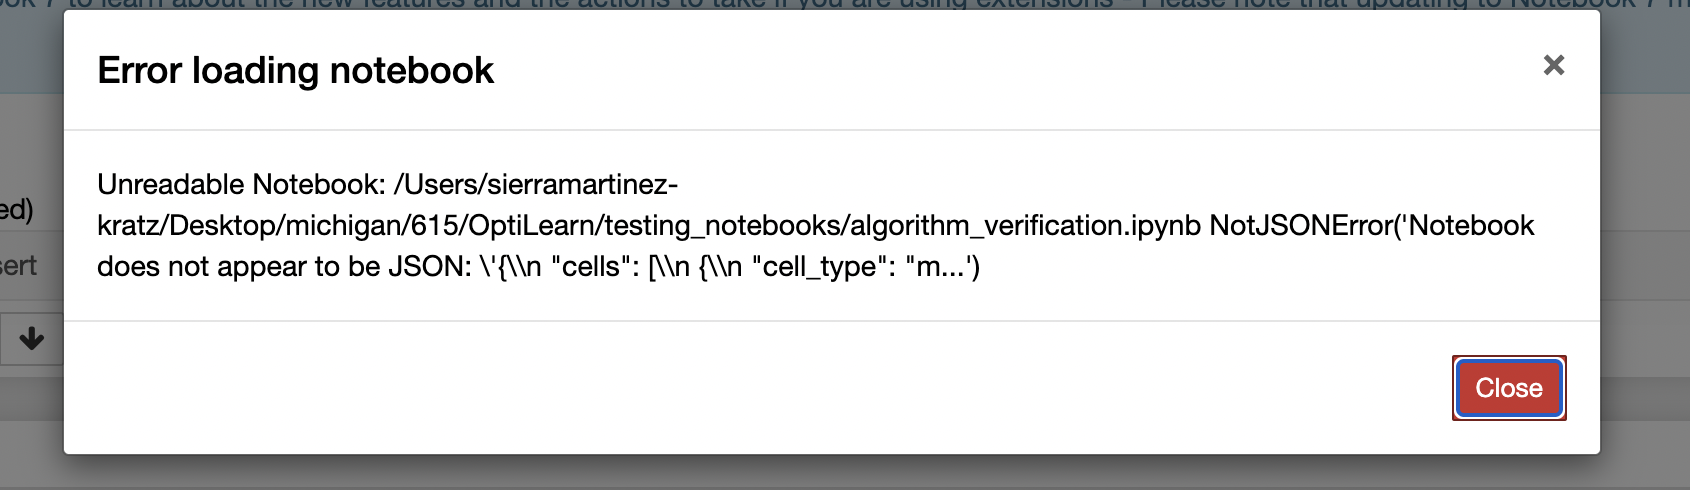 ook 7 to learn about the new features and the actions to take if you are using extensions - Please note that updating to Notebook 7 m
Error loading notebook
×
ed)
Unreadable Notebook: /Users/sierramartinez-
kratz/Desktop/michigan/615/OptiLearn/testing_notebooks/algorithm_verification.ipynb NotJSONError('Notebook
sert
does not appear to be JSON: \'{\\n "cells": [\\n {\\n "cell_type": "m...')
Close